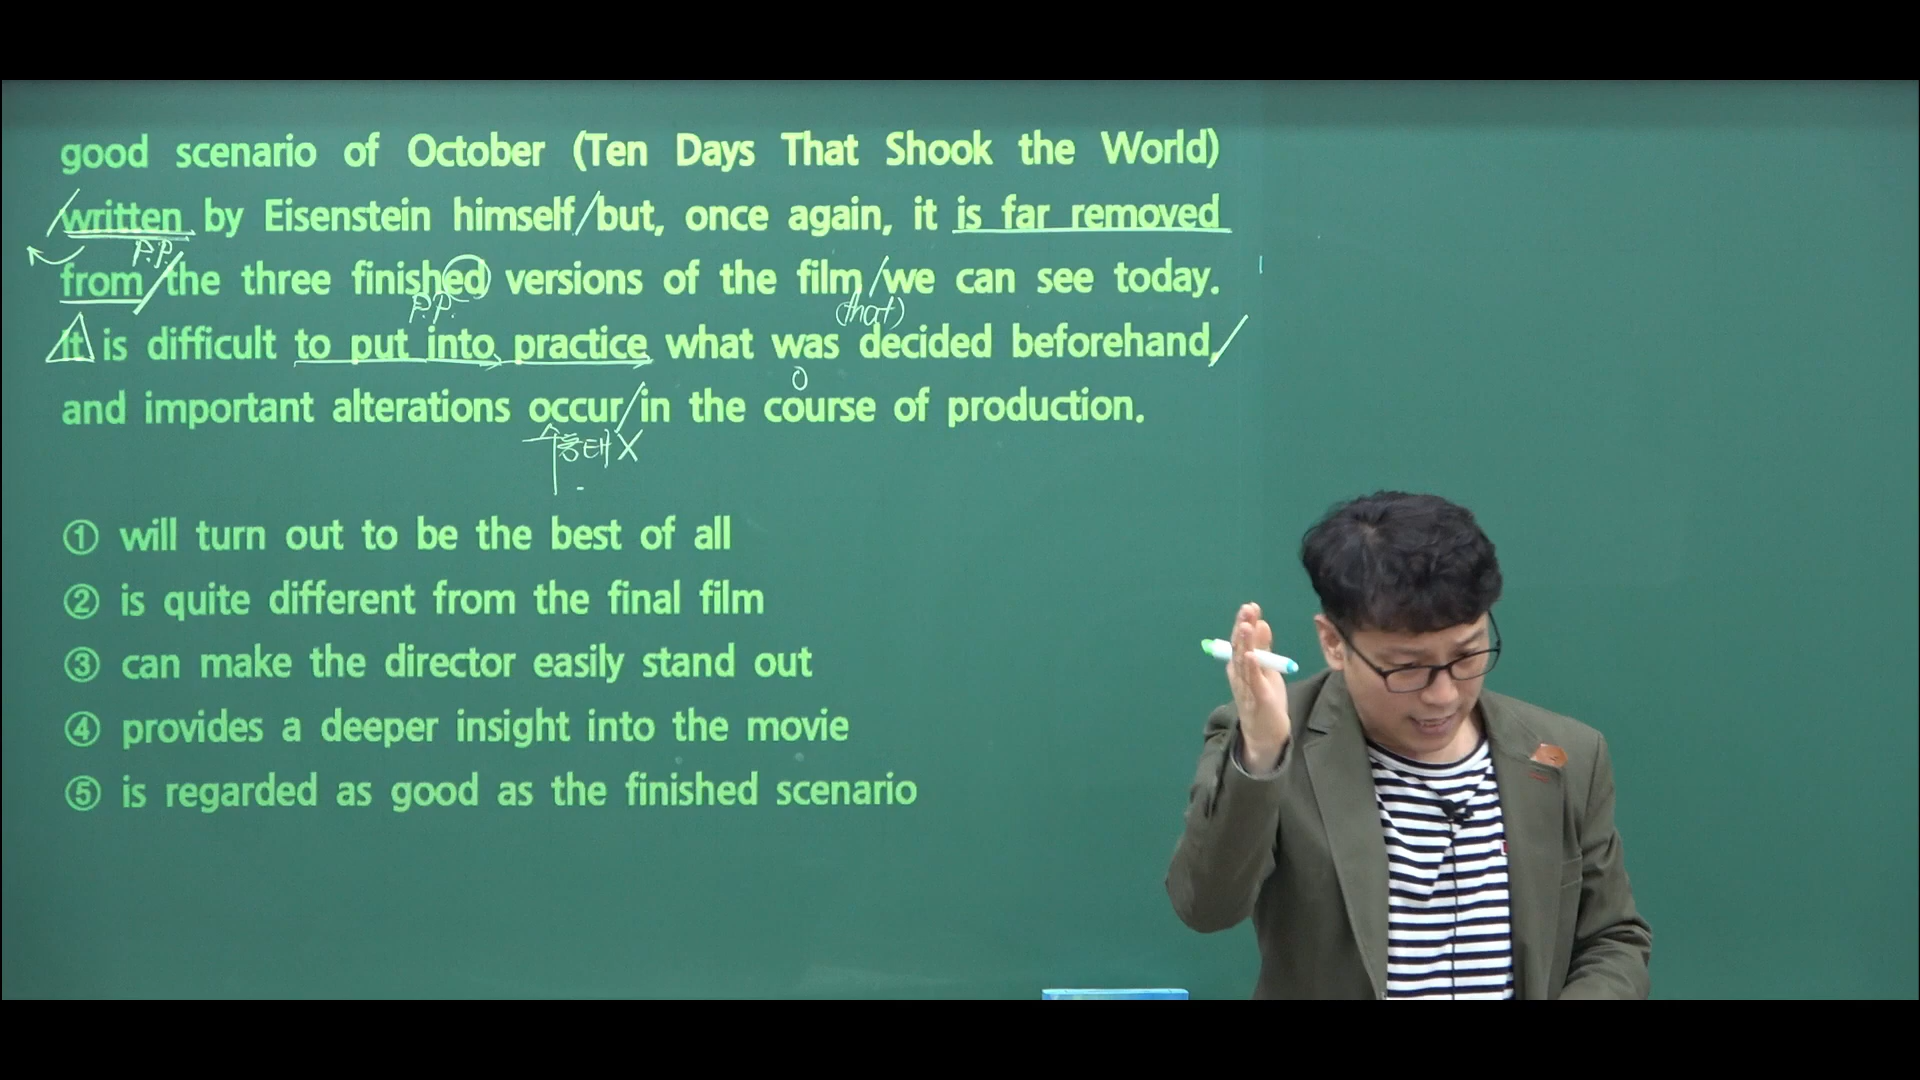 good scenario of October (Ten Days That Shook the World)
written by Eisenstein himself/but, once again, it is far removed
P.P.
from/the three finished versions of the film/we can see today.
P.P.
(that)
It is difficult to put into practice what was decided beforehand,/
O
and important alterations occur/in the course of production.
수동태 X
① will turn out to be the best of all
② is quite different from the final film
③ can make the director easily stand out
④ provides a deeper insight into the movie
⑤ is regarded as good as the finished scenario